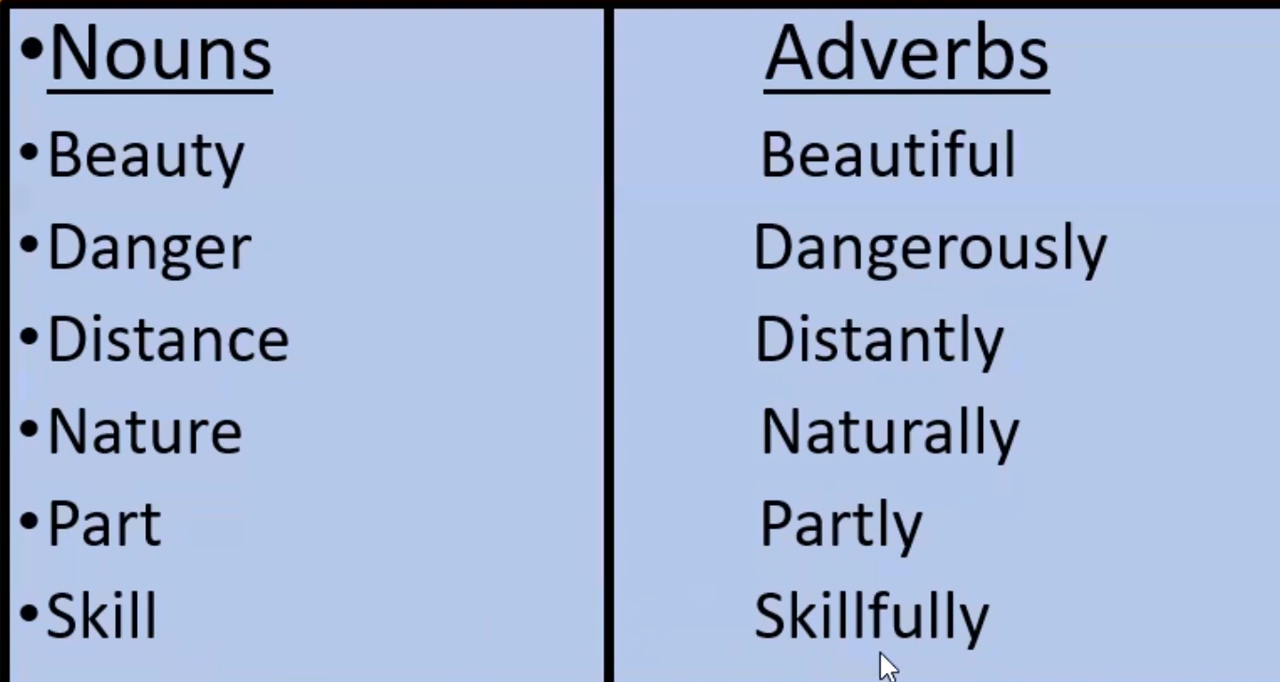 •Nouns Adverbs
•Beauty Beautiful
•Danger Dangerously
•Distance Distantly
•Nature Naturally
•Part Partly
•Skill Skillfully